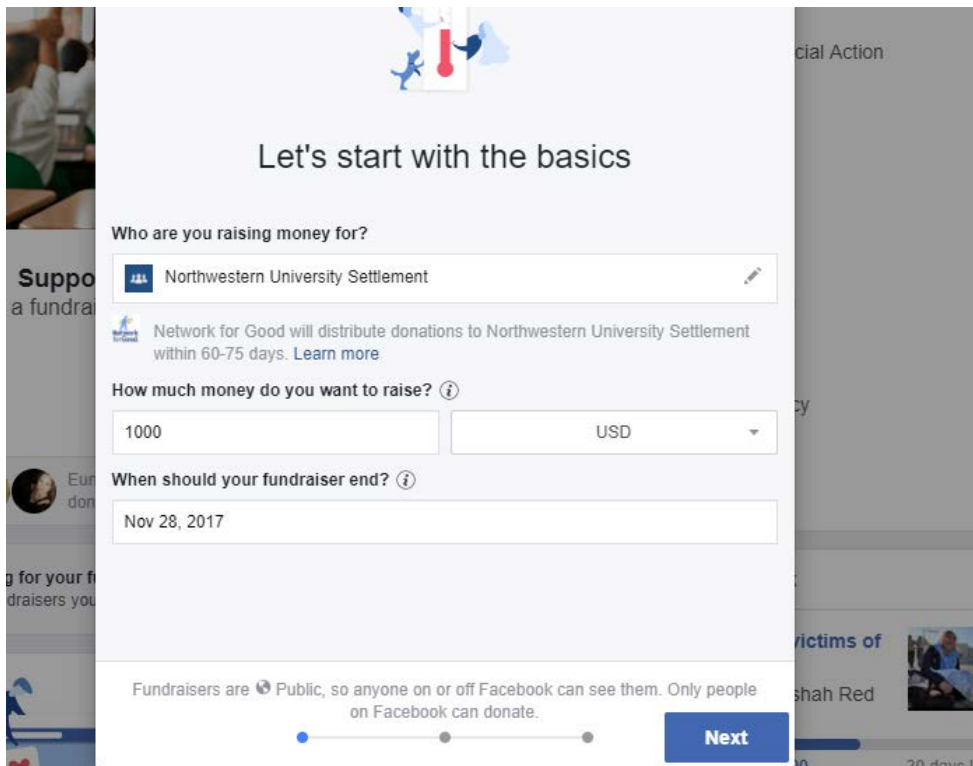 cial Action
Let's start with the basics
Who are you raising money for?
Suppo
Northwestern University Settlement
a fundrai
Network for Good will distribute donations to Northwestern University Settlement
within 60-75 days. Learn more
How much money do you want to raise?
1000
USD
cy
Eur
don
When should your fundraiser end?
Nov 28, 2017
g for your fu
draisers you
victims of
shah Red
Fundraisers are Public, so anyone on or off Facebook can see them. Only people
on Facebook can donate.
Next